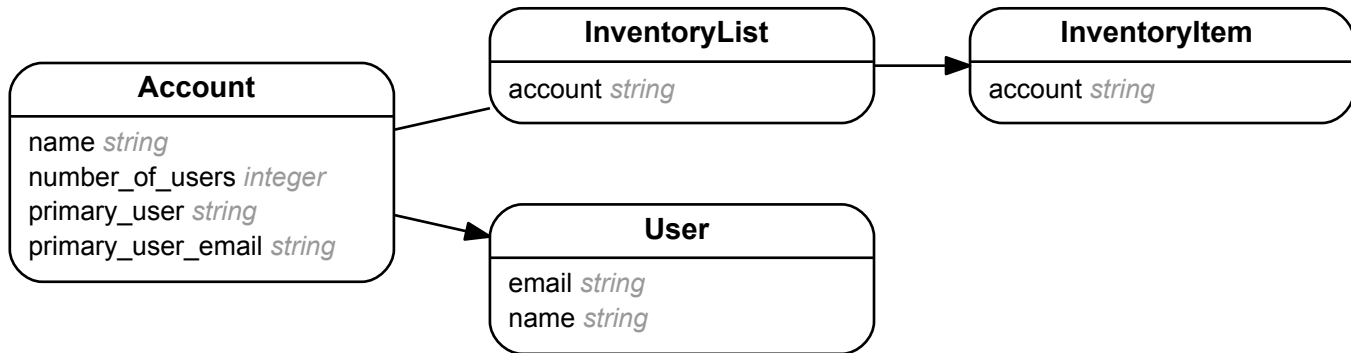 Account
name string
number_of_users integer
primary_user string
primary_user_email string
InventoryList
account string
InventoryItem
account string
User
email string
name string